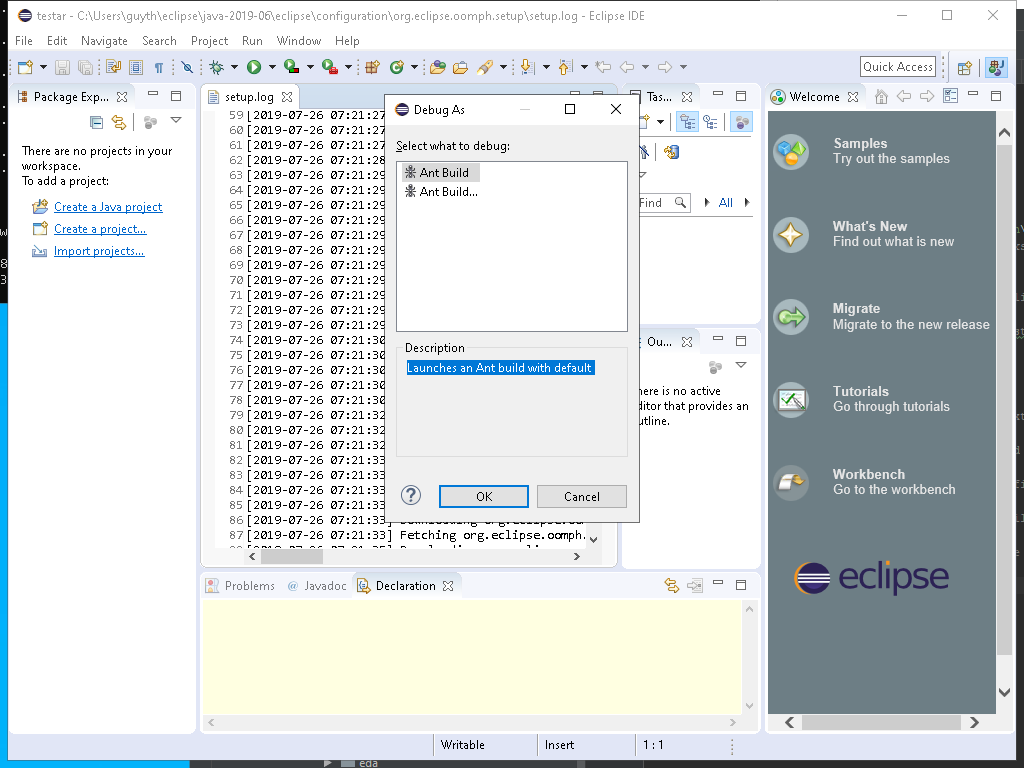 testar - C:\Users\guyth\eclipse\java-2019-06\eclipse\configuration\org.eclipse.oomph.setup\setup.log - Eclipse IDE
File Edit Navigate Search Project Run Window Help
Quick Access
Package Exp...
There are no projects in your
workspace.
To add a project:
Create a Java project
Create a project...
Import projects...
setup.log
59 [2019-07-26 07:21:27
60 [2019-07-26 07:21:27
61 [2019-07-26 07:21:27
62 [2019-07-26 07:21:28
63 [2019-07-26 07:21:29
64 [2019-07-26 07:21:29
65 [2019-07-26 07:21:29
66 [2019-07-26 07:21:29
67 [2019-07-26 07:21:29
68 [2019-07-26 07:21:29
69 [2019-07-26 07:21:29
70 [2019-07-26 07:21:29
71 [2019-07-26 07:21:29
72 [2019-07-26 07:21:29
73 [2019-07-26 07:21:29
74 [2019-07-26 07:21:30
75 [2019-07-26 07:21:30
76 [2019-07-26 07:21:30
77 [2019-07-26 07:21:30
78 [2019-07-26 07:21:30
79 [2019-07-26 07:21:32
80 [2019-07-26 07:21:32
81 [2019-07-26 07:21:32
82 [2019-07-26 07:21:33
83 [2019-07-26 07:21:33
84 [2019-07-26 07:21:33
85 [2019-07-26 07:21:33
86 [2019-07-26 07:21:33]
87 [2019-07-26 07:21:33] Fetching org.eclipse.oomph.
Debug As
Select what to debug:
Ant Build
Ant Build...
Description
Launches an Ant build with default
?
OK Cancel
Tas...
Find All
Ou...
here is no active
ditor that provides an
utline.
Welcome
Samples
Try out the samples
What's New
Find out what is new
Migrate
Migrate to the new release
Tutorials
Go through tutorials
Workbench
Go to the workbench
eclipse
Problems @ Javadoc Declaration
Writable Insert 1 : 1
eda